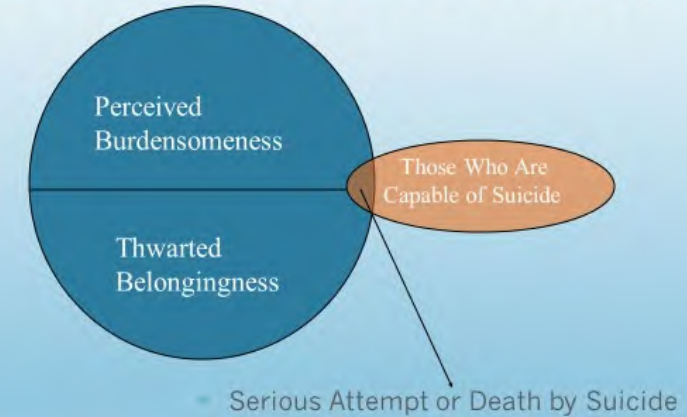 Perceived
Burdensomeness
Those Who Are
Capable of Suicide
Thwarted
Belongingness
Serious Attempt or Death by Suicide